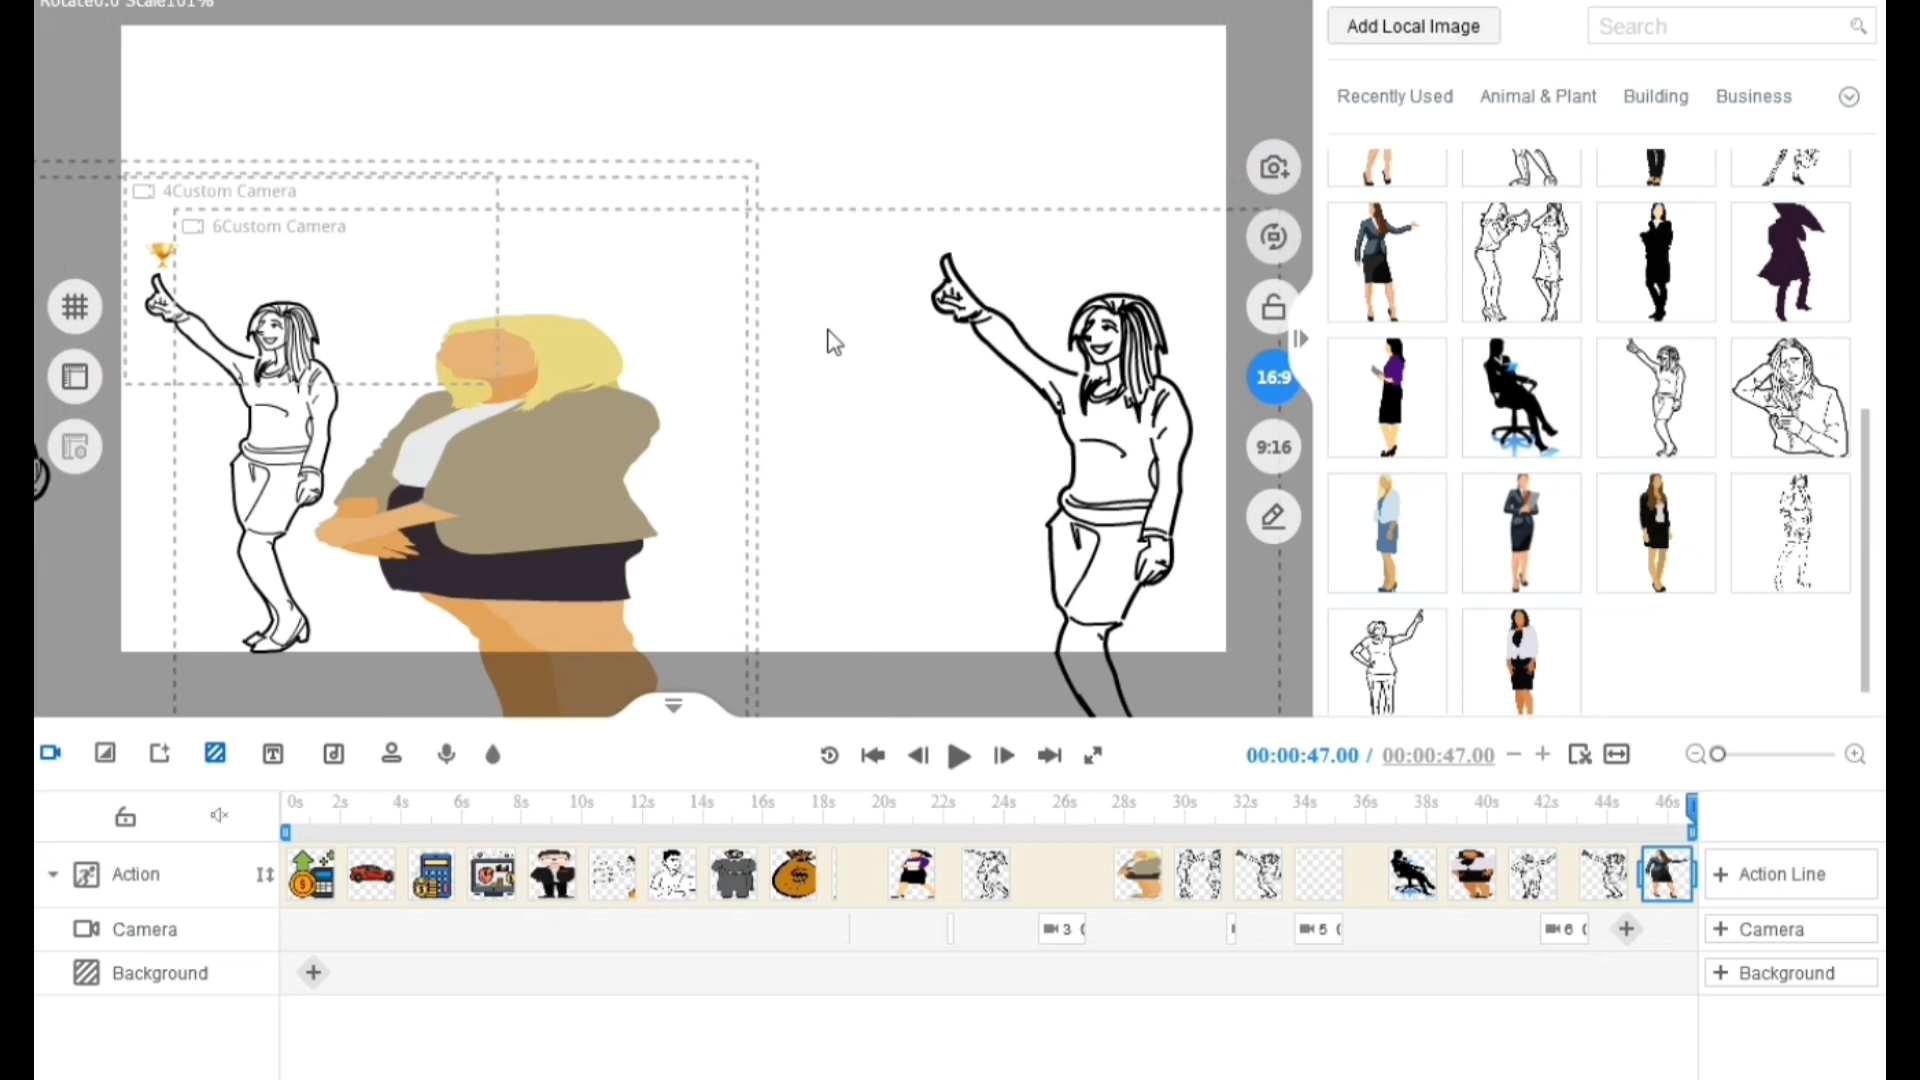 Rotate0.0 Scale101%
Add Local Image
Search
Recently Used Animal & Plant Building Business
4Custom Camera
6Custom Camera
16:9
9:16
00:00:47.00 / 00:00:47.00
0s 2s 4s 6s 8s 10s 12s 14s 16s 18s 20s 22s 24s 26s 28s 30s 32s 34s 36s 38s 40s 42s 44s 46s
Action
+ Action Line
Camera
3 (
5 (
6 (
+
+ Camera
Background
+
+ Background